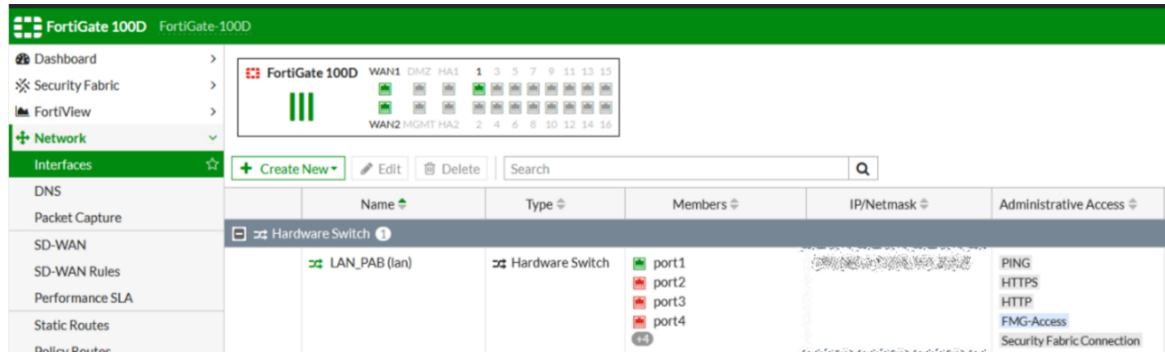 FortiGate 100D FortiGate-100D
Dashboard
Security Fabric
FortiView
Network
Interfaces
DNS
Packet Capture
SD-WAN
SD-WAN Rules
Performance SLA
Static Routes
Policy Routes
FortiGate 100D WAN1 DMZ HA1 1 3 5 7 9 11 13 15
WAN2 MGMT HA2 2 4 6 8 10 12 14 16
+ Create New Edit Delete Search
Name Type Members IP/Netmask Administrative Access
Hardware Switch 1
LAN_PAB (lan) Hardware Switch port1 PING
port2 HTTPS
port3 HTTP
port4 FMG-Access
+4 Security Fabric Connection